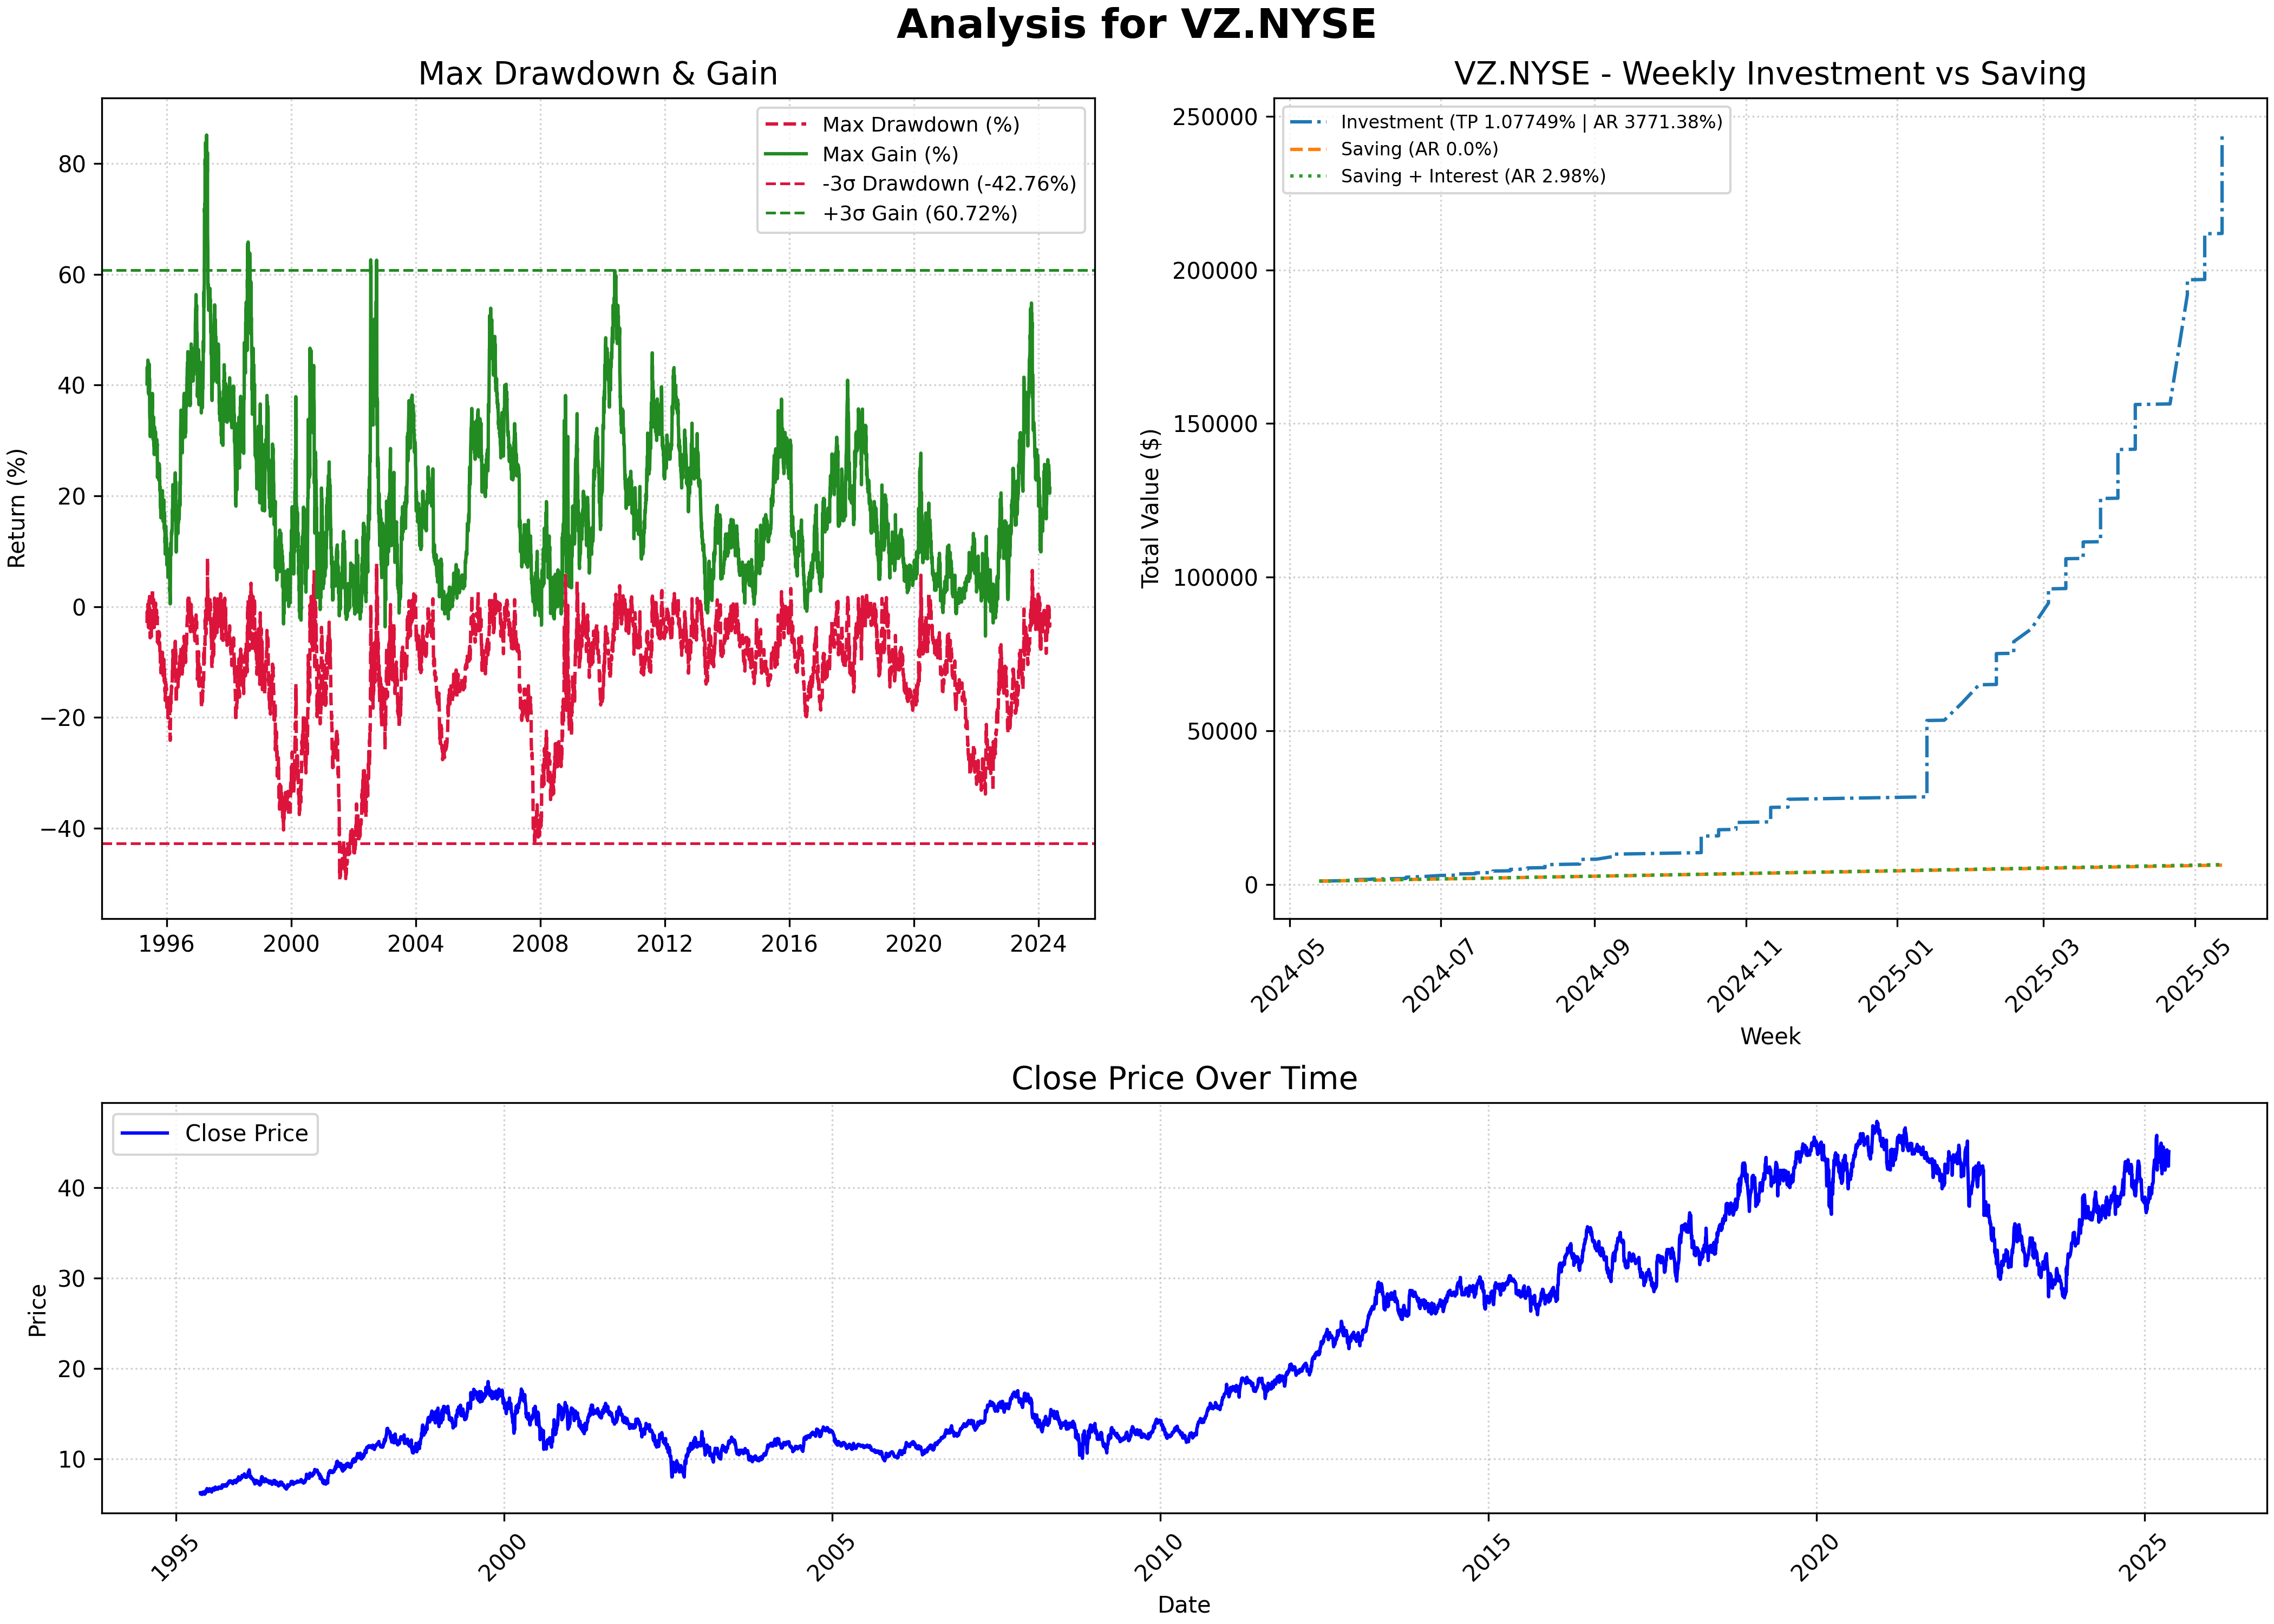 Analysis for VZ.NYSE
Max Drawdown & Gain
Return (%)
80
60
40
20
0
−20
−40
1996
2000
2004
2008
2012
2016
2020
2024
Max Drawdown (%)
Max Gain (%)
-3σ Drawdown (-42.76%)
+3σ Gain (60.72%)
VZ.NYSE - Weekly Investment vs Saving
Total Value ($)
250000
200000
150000
100000
50000
0
2024-05
2024-07
2024-09
2024-11
2025-01
2025-03
2025-05
Week
Investment (TP 1.07749% | AR 3771.38%)
Saving (AR 0.0%)
Saving + Interest (AR 2.98%)
Close Price Over Time
Price
40
30
20
10
1995
2000
2005
2010
2015
2020
2025
Date
Close Price